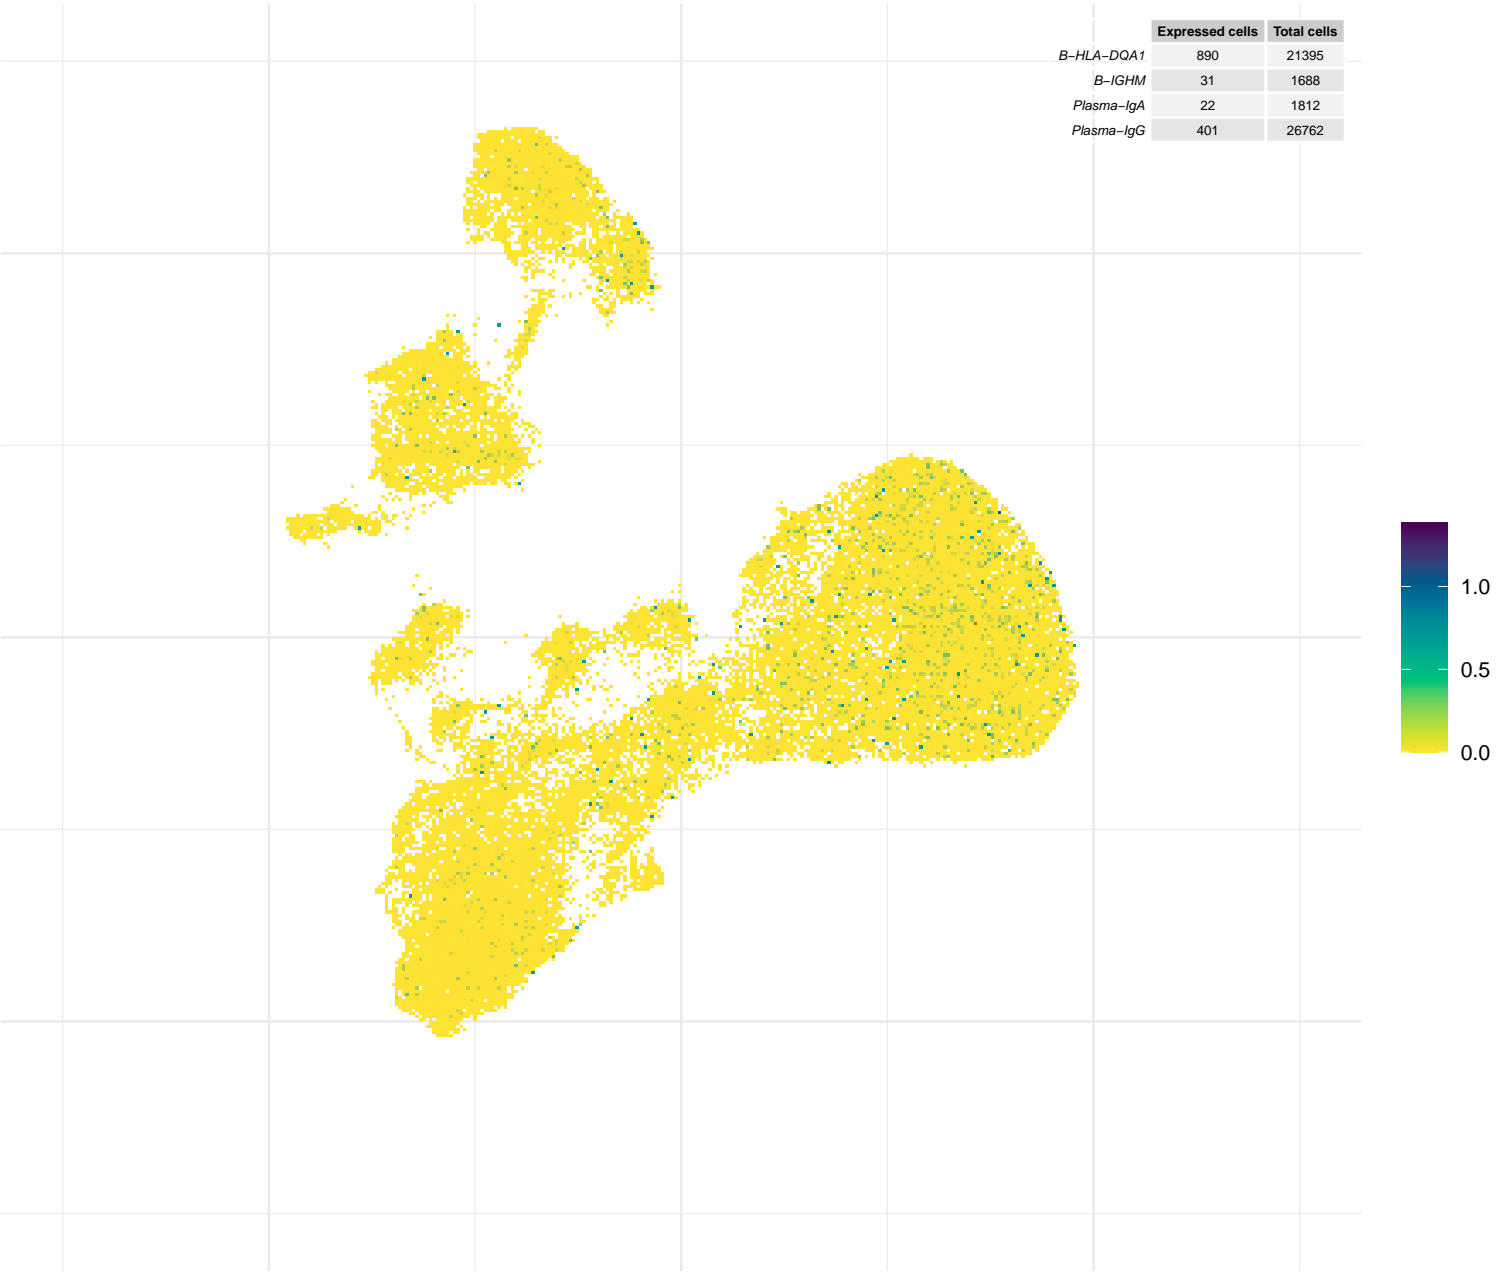 Expressed cells Total cells
B−HLA−DQA1 890 21395
B−IGHM 31 1688
Plasma−IgA 22 1812
Plasma−IgG 401 26762
1.0
0.5
0.0